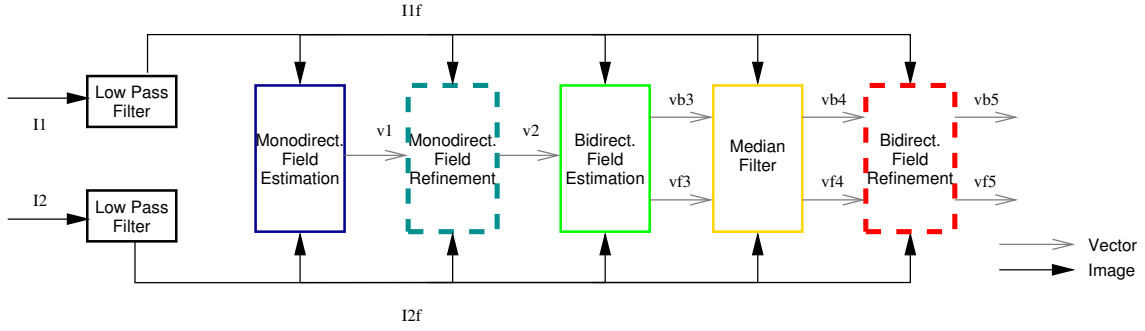 I1f
Low Pass
Filter
I1
Monodirect.
Field
Estimation
v1
Monodirect.
Field
Refinement
v2
Bidirect.
Field
Estimation
vb3
vf3
Median
Filter
vb4
vf4
Bidirect.
Field
Refinement
vb5
vf5
I2
Low Pass
Filter
I2f
Vector
Image